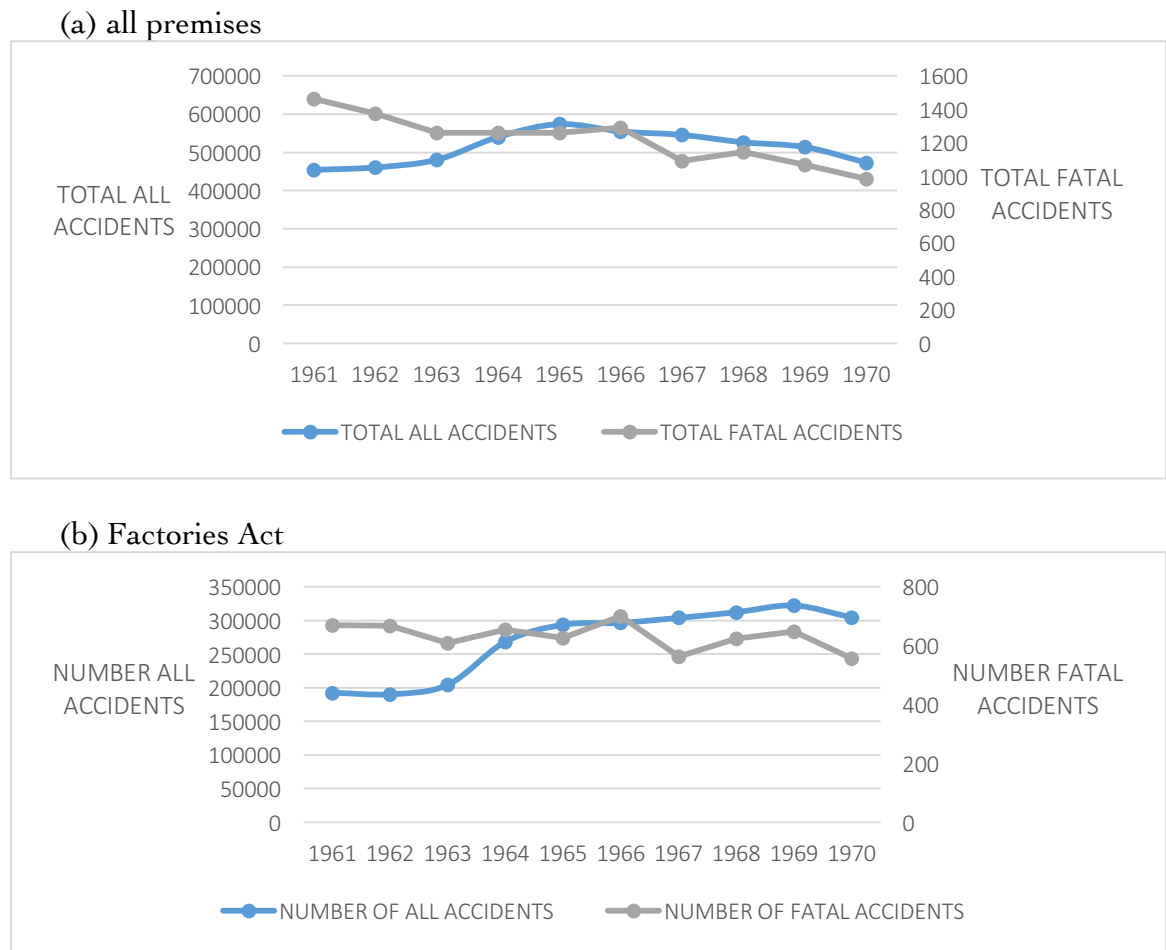 (a) all premises
700000
600000
500000
400000
300000
200000
100000
0
TOTAL ALL
ACCIDENTS
1600
1400
1200
1000
800
600
400
200
0
TOTAL FATAL
ACCIDENTS
1961 1962 1963 1964 1965 1966 1967 1968 1969 1970
TOTAL ALL ACCIDENTS TOTAL FATAL ACCIDENTS
(b) Factories Act
350000
300000
250000
200000
150000
100000
50000
0
NUMBER ALL
ACCIDENTS
800
600
400
200
0
NUMBER FATAL
ACCIDENTS
1961 1962 1963 1964 1965 1966 1967 1968 1969 1970
NUMBER OF ALL ACCIDENTS NUMBER OF FATAL ACCIDENTS